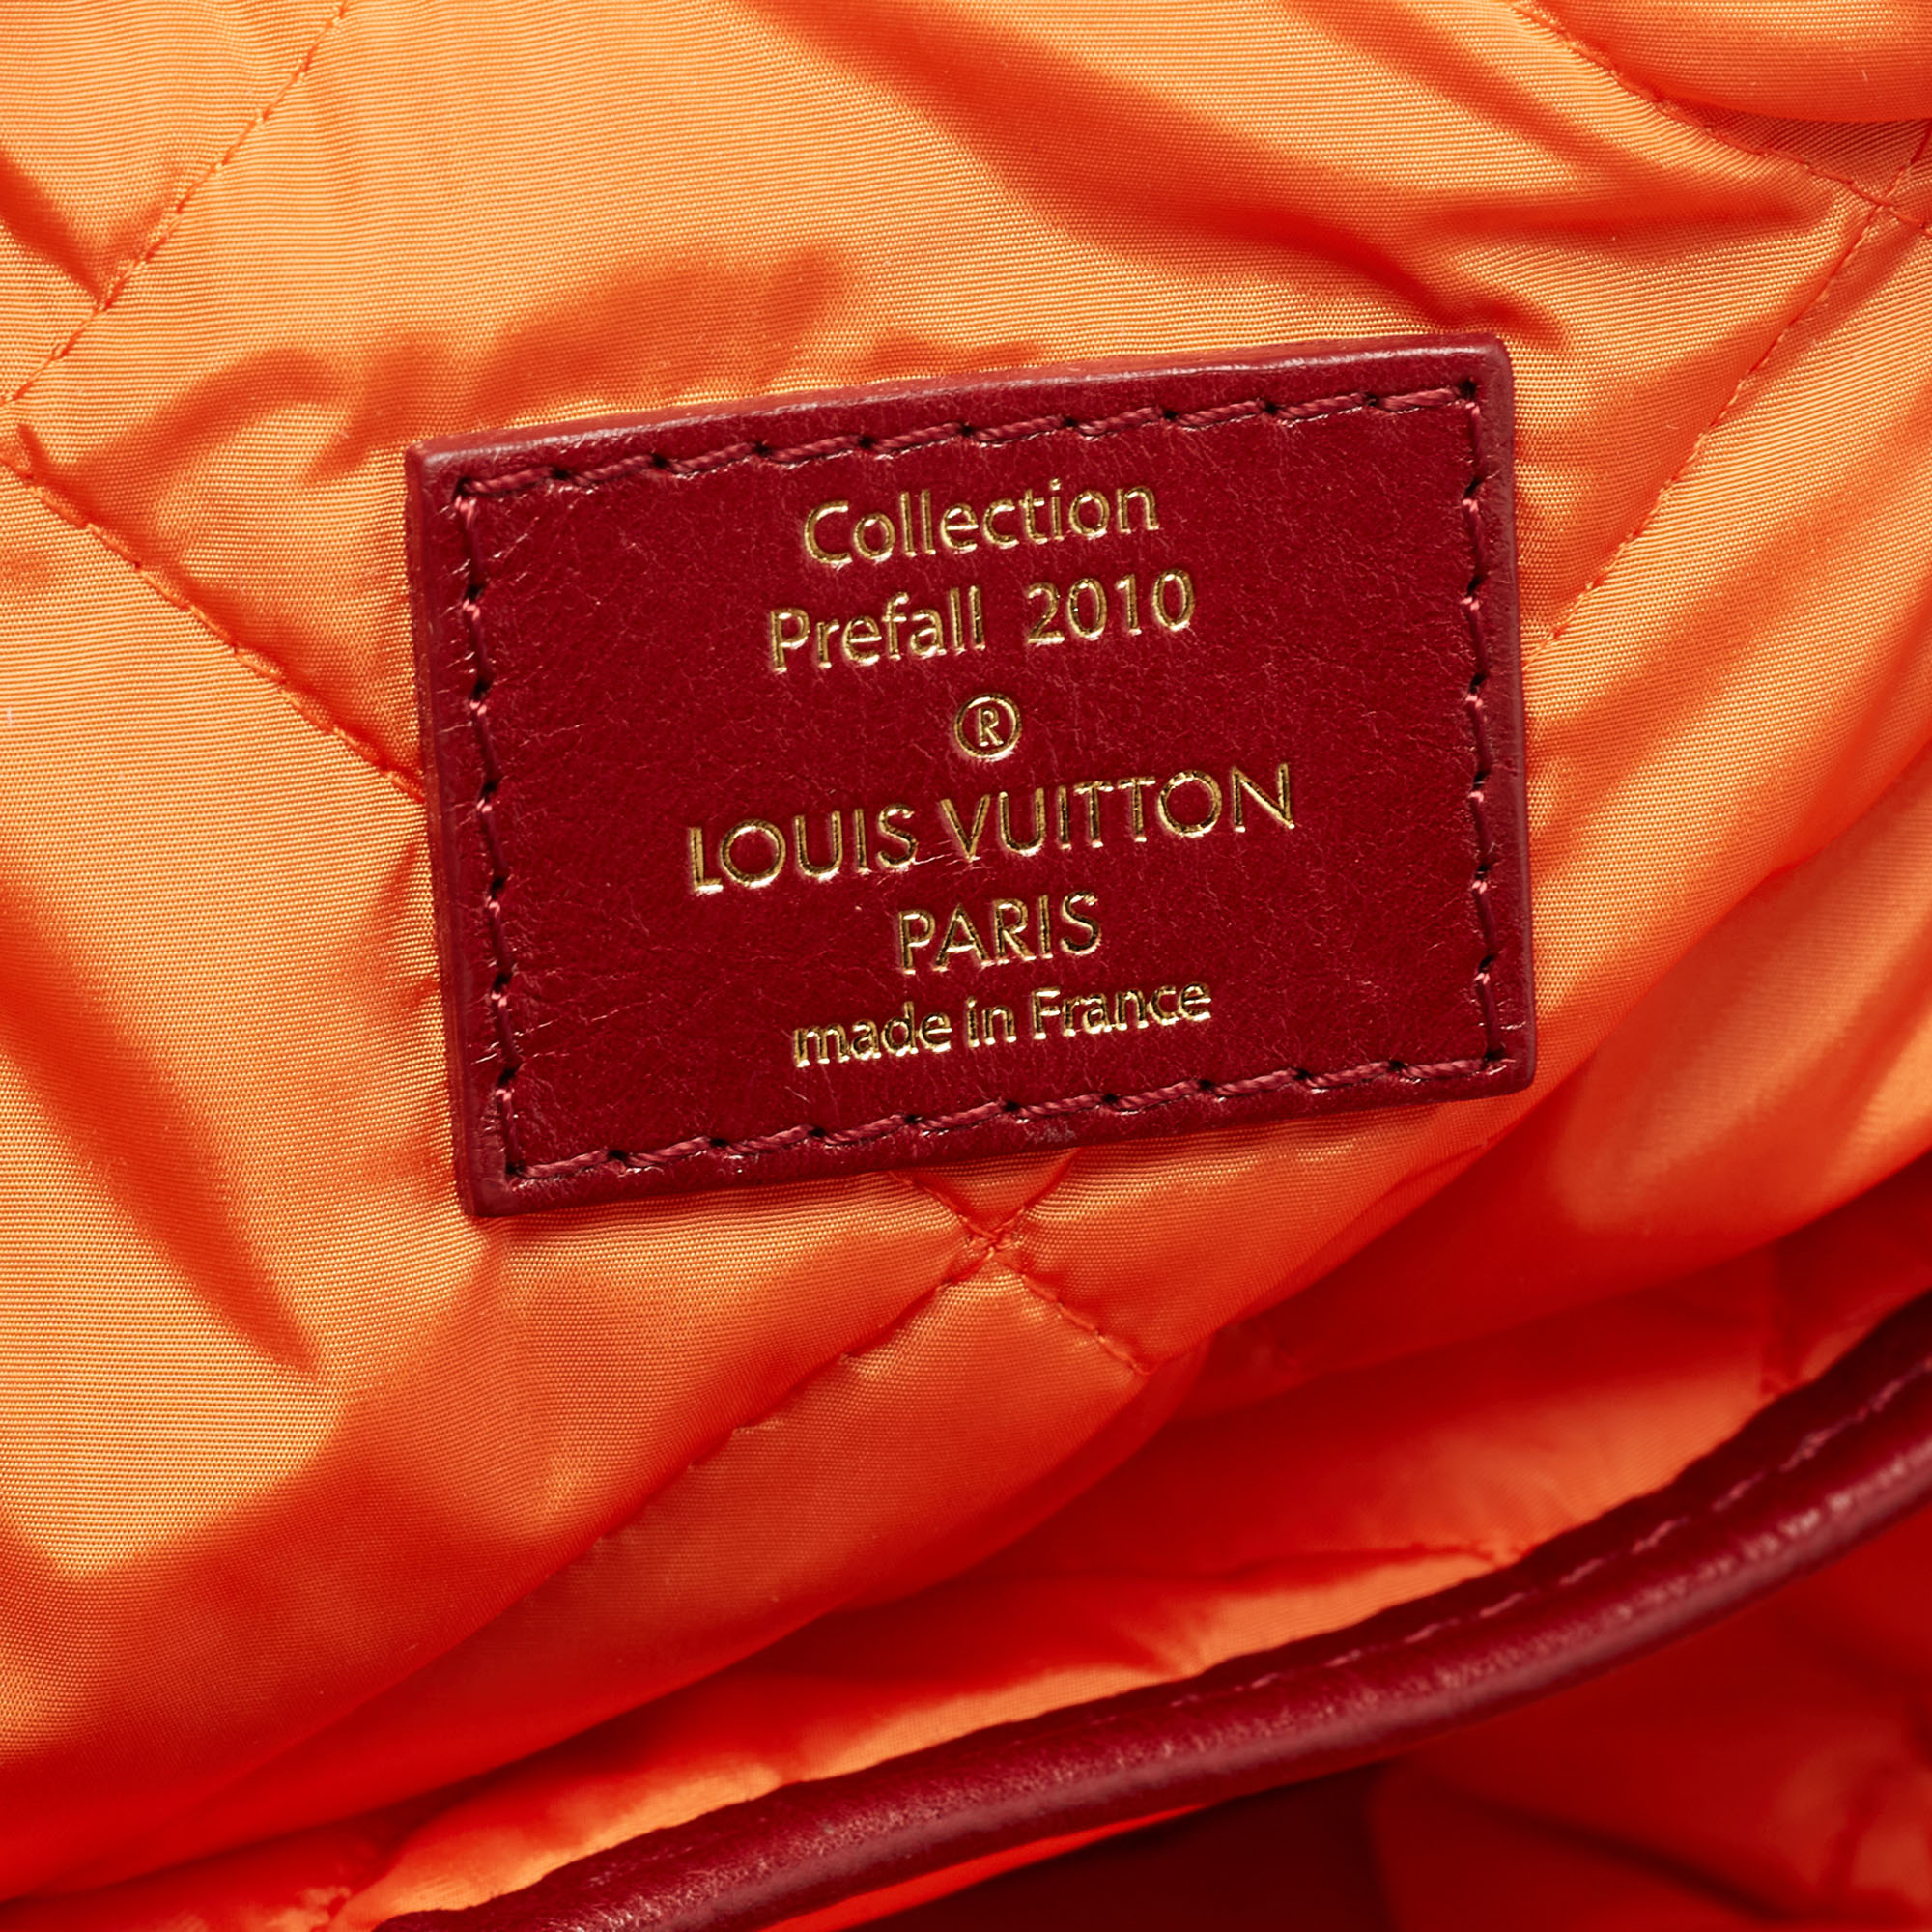 Collection
Prefall 2010
®
LOUIS VUITTON
PARIS
made in France